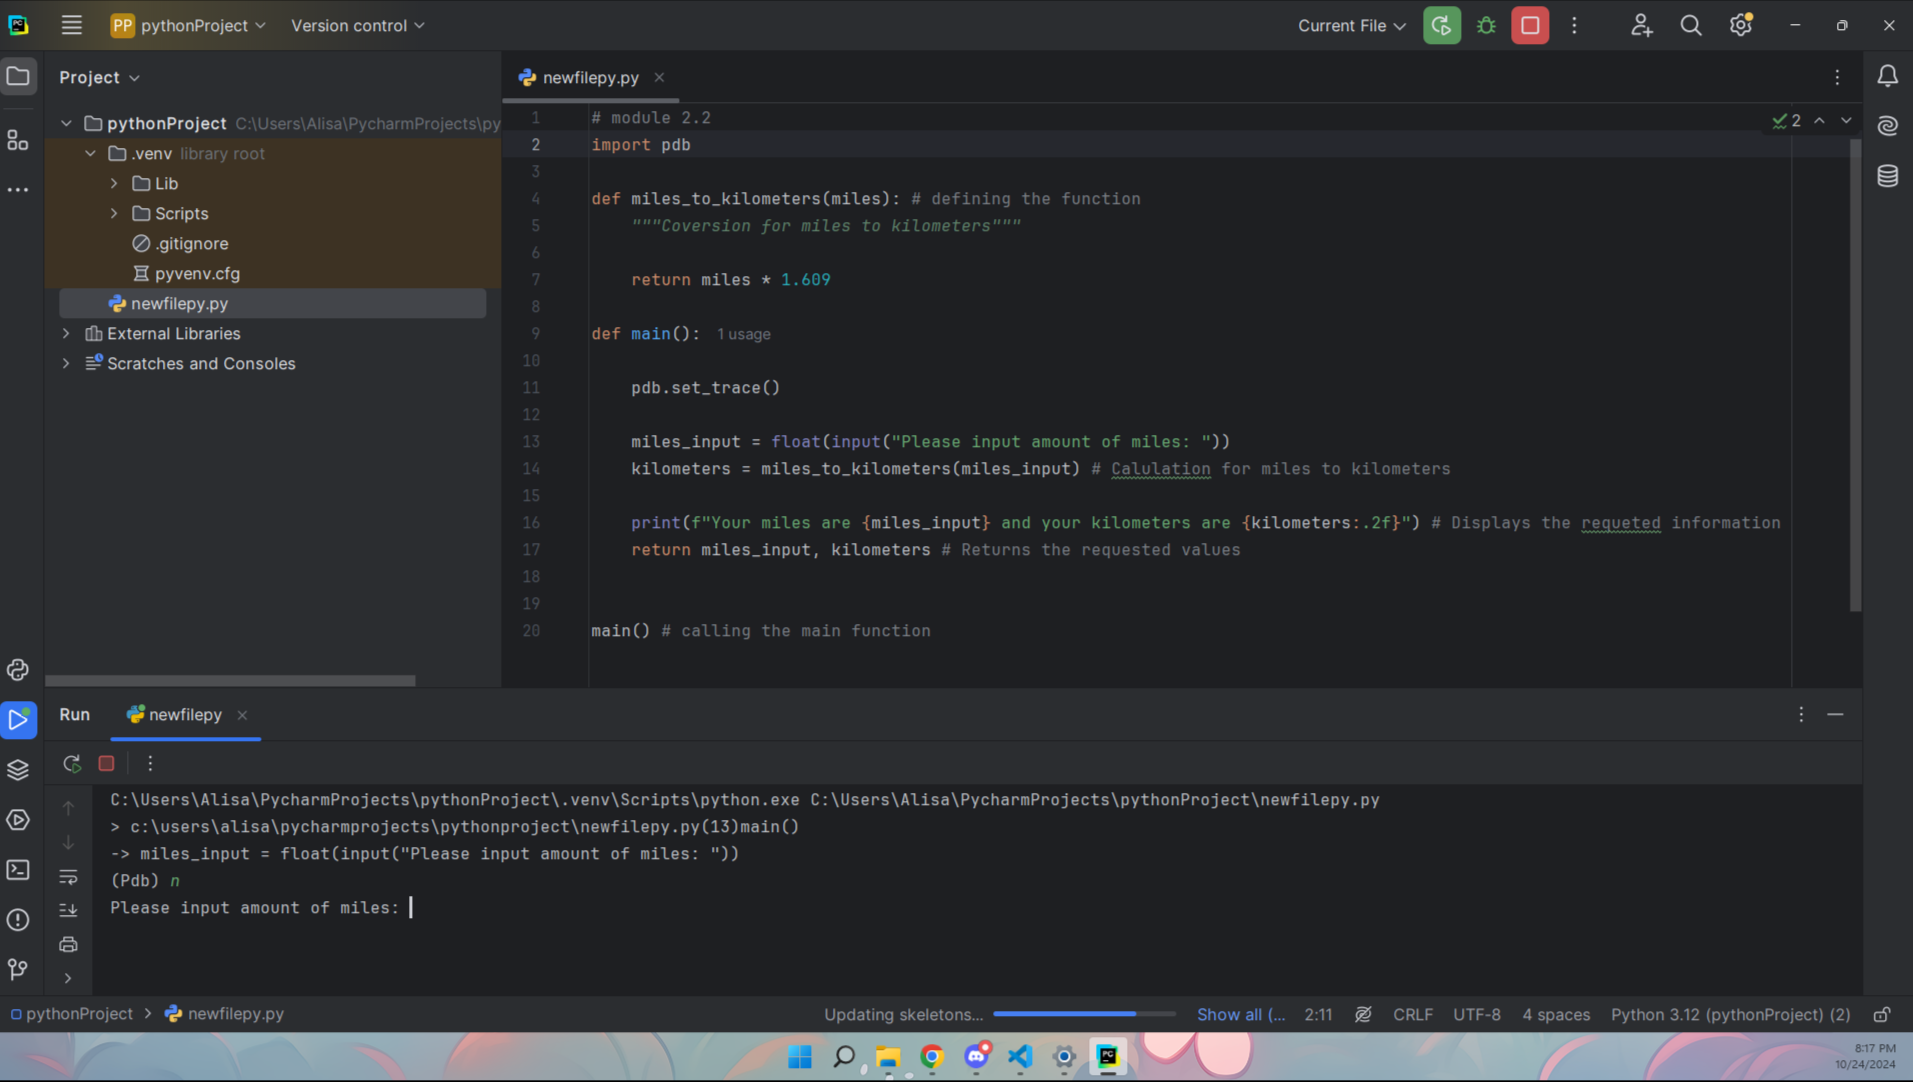 PP pythonProject Version control Current File
Project
newfilepy.py
pythonProject C:\Users\Alisa\PycharmProjects\py
.venv library root
Lib
Scripts
.gitignore
pyvenv.cfg
newfilepy.py
External Libraries
Scratches and Consoles
2
1 # module 2.2
2 import pdb
3
4 def miles_to_kilometers(miles): # defining the function
5 """Coversion for miles to kilometers"""
6
7 return miles * 1.609
8
9 def main(): 1 usage
10
11 pdb.set_trace()
12
13 miles_input = float(input("Please input amount of miles: "))
14 kilometers = miles_to_kilometers(miles_input) # Calulation for miles to kilometers
15
16 print(f"Your miles are {miles_input} and your kilometers are {kilometers:.2f}") # Displays the requeted information
17 return miles_input, kilometers # Returns the requested values
18
19
20 main() # calling the main function
Run newfilepy
C:\Users\Alisa\PycharmProjects\pythonProject\.venv\Scripts\python.exe C:\Users\Alisa\PycharmProjects\pythonProject\newfilepy.py
> c:\users\alisa\pycharmprojects\pythonproject\newfilepy.py(13)main()
-> miles_input = float(input("Please input amount of miles: "))
(Pdb) n
Please input amount of miles:
pythonProject > newfilepy.py Updating skeletons... Show all (... 2:11 CRLF UTF-8 4 spaces Python 3.12 (pythonProject) (2)
PC
8:17 PM
10/24/2024